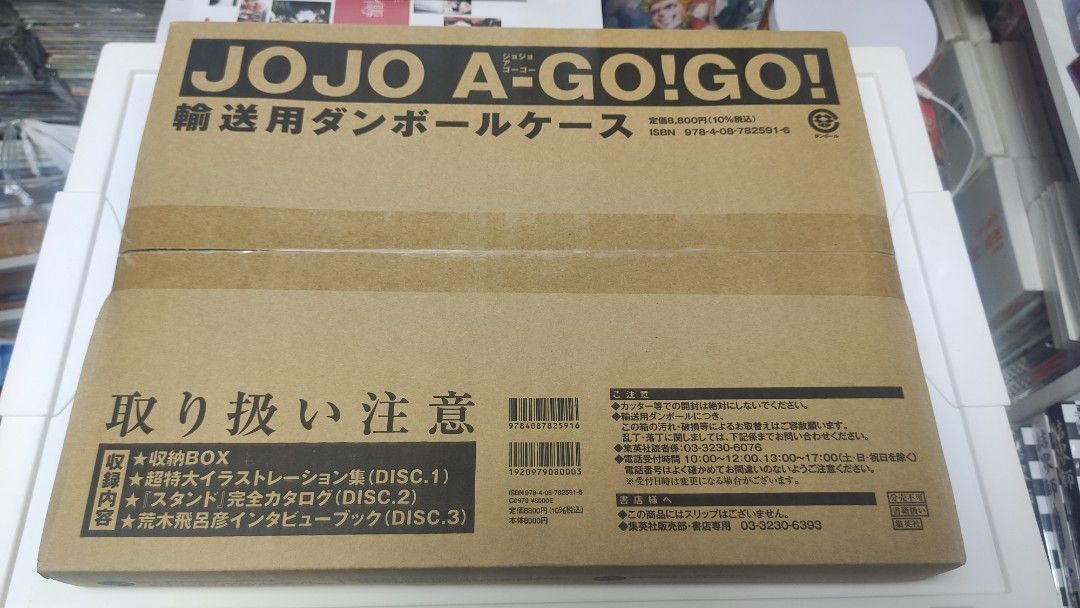 JOJO A-GO!GO!
ジョジョ
ア
ゴーゴー
輸送用ダンボールケース
定価8,800円(10%税込)
ISBN 978-4-08-782591-6
ダンボール
取り扱い注意
収録内容
★収納BOX
★超特大イラストレーション集(DISC.1)
★『スタンド』完全カタログ(DISC.2)
★荒木飛呂彦インタビューブック(DISC.3)
9784087825916
1920979080003
ISBN978-4-08-782591-6
C0979 ¥8000E
定価8800円(10%税込)
本体8000円
ご注意
◆カッター等での開封は絶対にしないでください。
◆輸送用ダンボールにつき、
この箱の汚れ・破損等によるお取替えはご容赦願います。
乱丁・落丁に関しましては、下記係までお問い合わせください。
◆集英社読者係:03-3230-6076
◆電話受付時間 10:00~12:00、13:00~17:00(土・日・祝日を除く)
電話番号はよく確かめてお間違いのないようご注意ください。
※受付日時は変更になる場合がございます。
書店様へ
◆この商品にはスリップはございません。
◆集英社販売部・書店専用 03-3230-6393
分売不可
書籍扱い
集英社